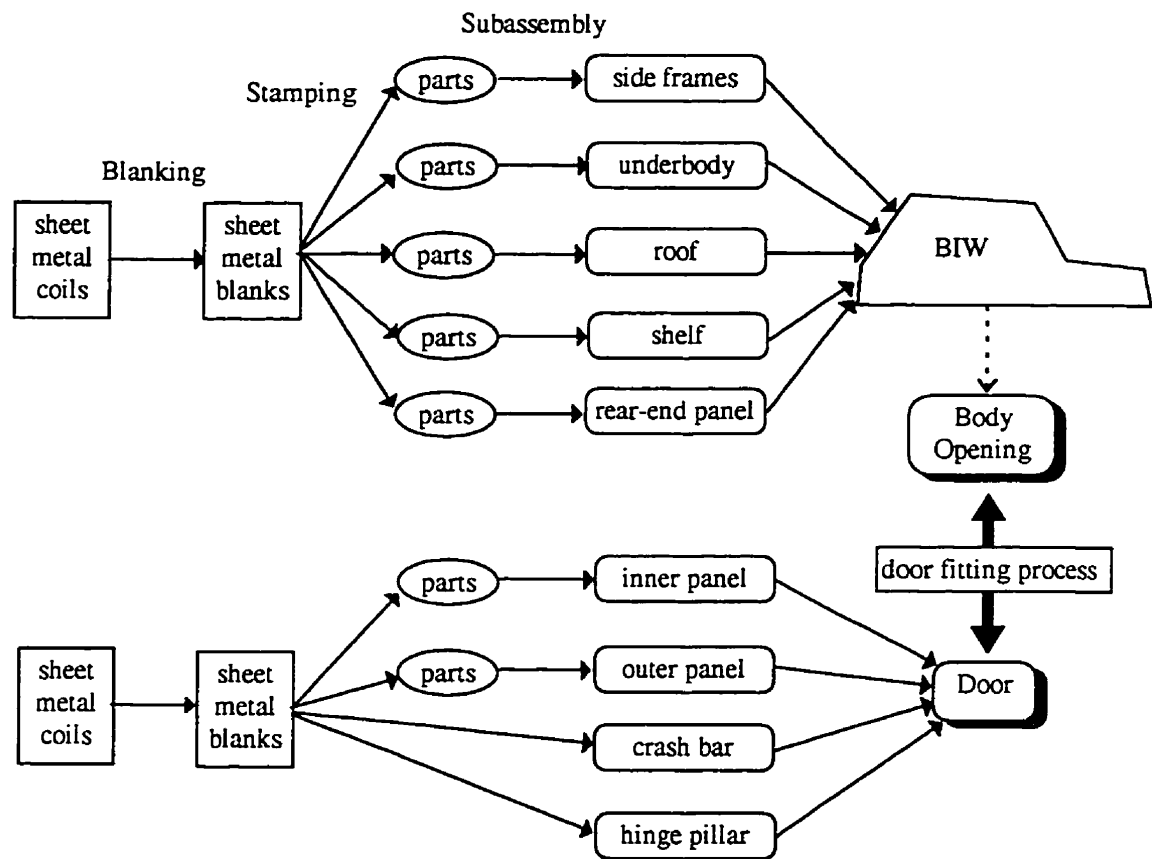 Subassembly
Stamping
Blanking
sheet
metal
coils
sheet
metal
blanks
parts
side frames
parts
underbody
parts
roof
parts
shelf
parts
rear-end panel
BIW
Body
Opening
door fitting process
sheet
metal
coils
sheet
metal
blanks
parts
inner panel
parts
outer panel
crash bar
hinge pillar
Door